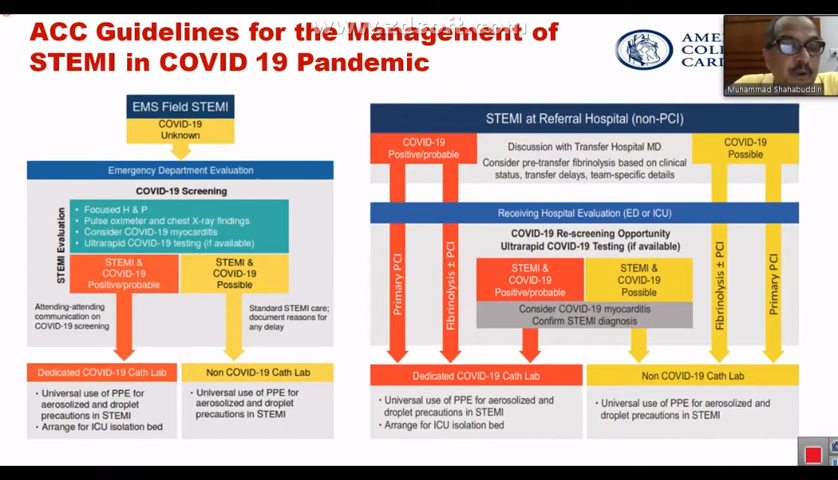 www.zdsoft.com
ACC Guidelines for the Management of
STEMI in COVID 19 Pandemic
AME
COL
CARD
Muhammad Shahabuddin
EMS Field STEMI
COVID-19
Unknown
Emergency Department Evaluation
COVID-19 Screening
STEMI Evaluation
• Focused H & P
• Pulse oximeter and chest X-ray findings
• Consider COVID-19 myocarditis
• Ultrarapid COVID-19 testing (if available)
STEMI &
COVID-19
Positive/probable
STEMI &
COVID-19
Possible
Attending-attending
communication on
COVID-19 screening
Standard STEMI care;
document reasons for
any delay
Dedicated COVID-19 Cath Lab
• Universal use of PPE for
aerosolized and droplet
precautions in STEMI
• Arrange for ICU isolation bed
Non COVID-19 Cath Lab
• Universal use of PPE for
aerosolized and droplet
precautions in STEMI
STEMI at Referral Hospital (non-PCI)
COVID-19
Positive/probable
Discussion with Transfer Hospital MD
Consider pre-transfer fibrinolysis based on clinical
status, transfer delays, team-specific details
COVID-19
Possible
Receiving Hospital Evaluation (ED or ICU)
COVID-19 Re-screening Opportunity
Ultrarapid COVID-19 Testing (if available)
Primary PCI
Fibrinolysis ± PCI
STEMI &
COVID-19
Positive/probable
STEMI &
COVID-19
Possible
Consider COVID-19 myocarditis
Confirm STEMI diagnosis
Fibrinolysis ± PCI
Primary PCI
Dedicated COVID-19 Cath Lab
• Universal use of PPE for aerosolized and
droplet precautions in STEMI
• Arrange for ICU isolation bed
Non COVID-19 Cath Lab
• Universal use of PPE for aerosolized and
droplet precautions in STEMI